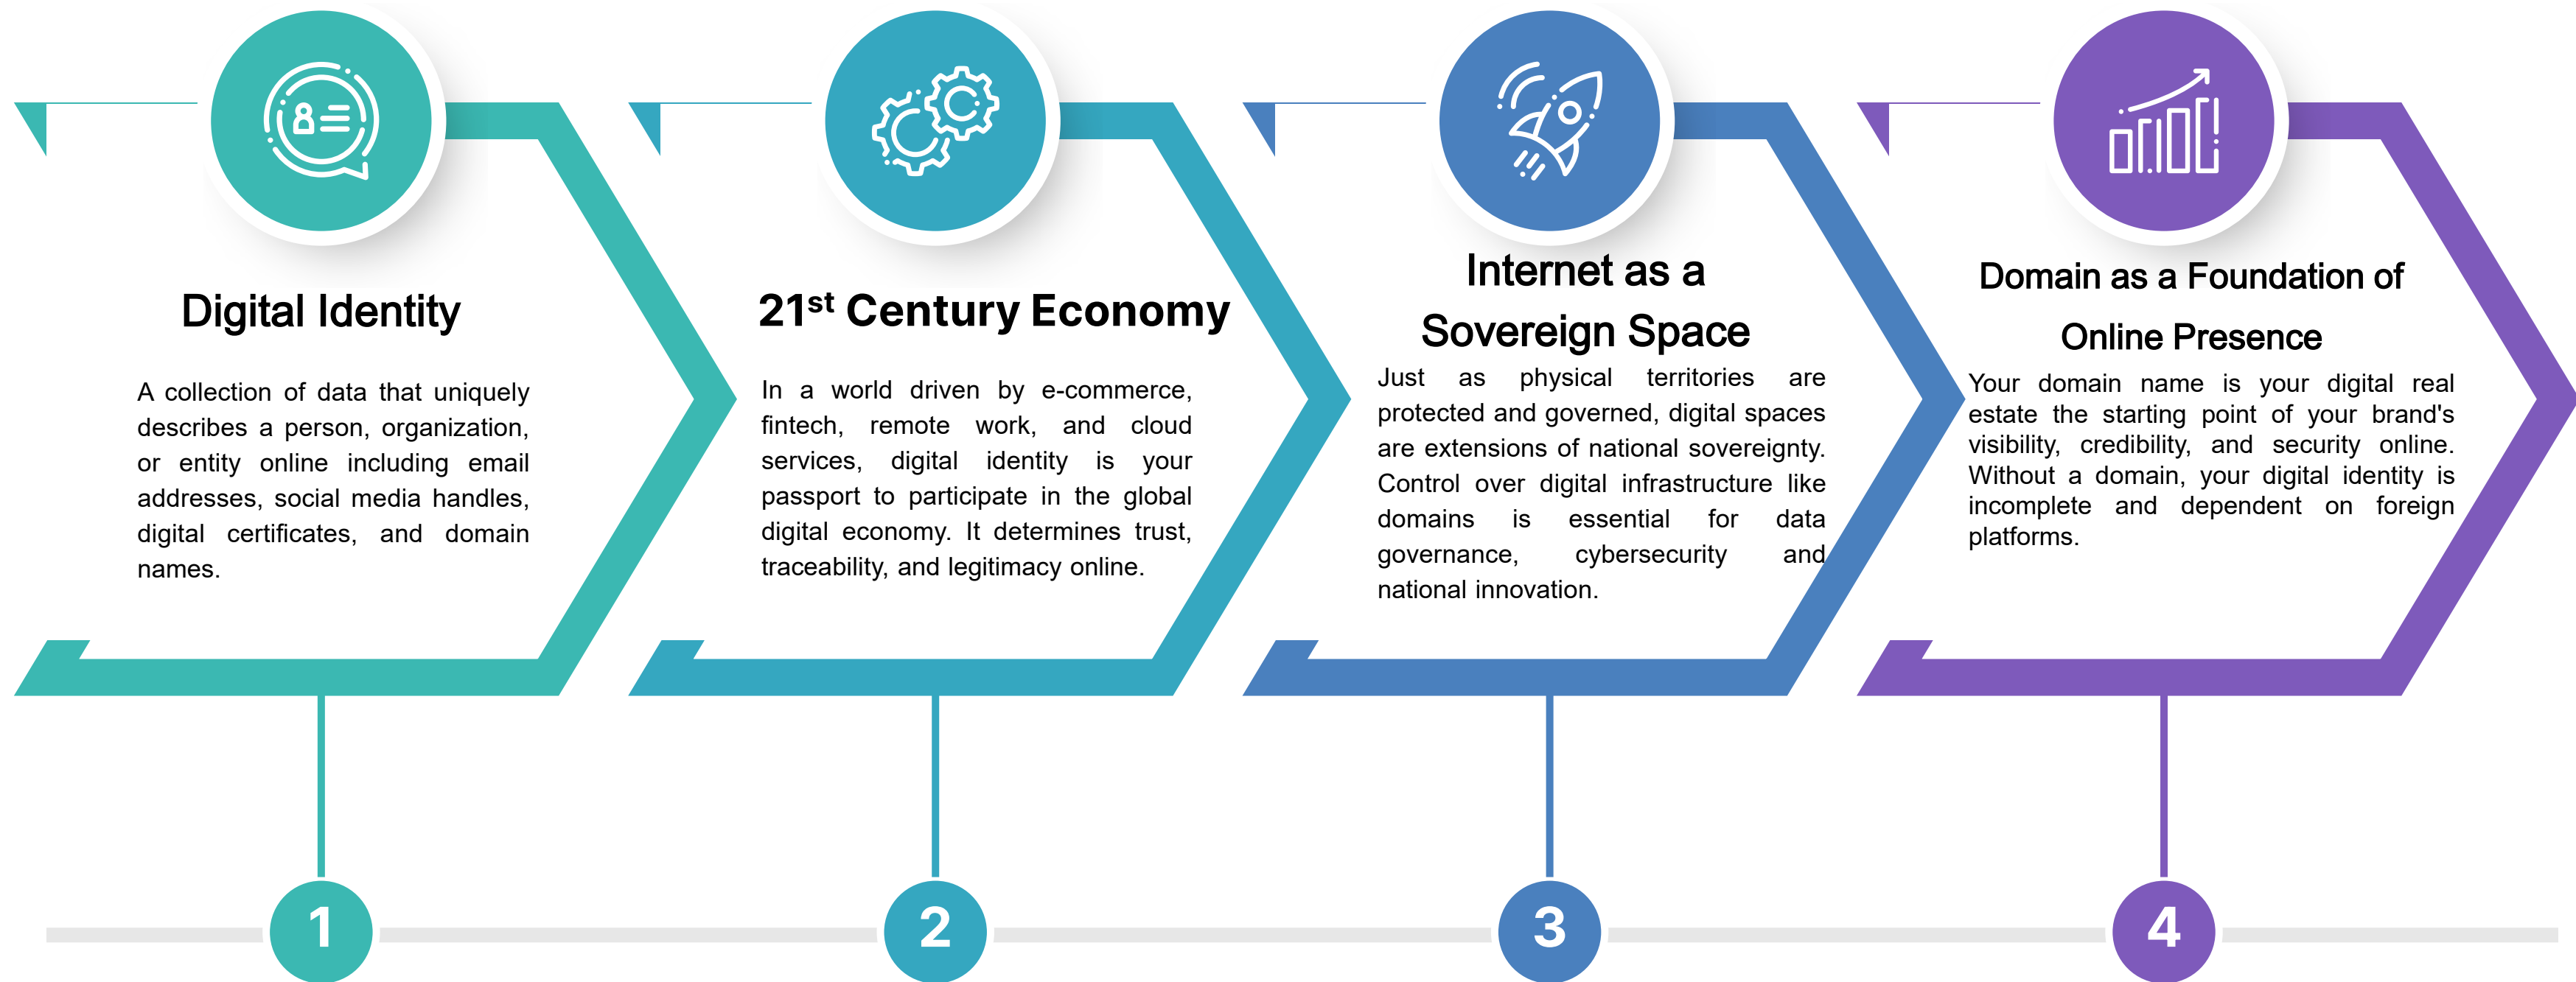 Digital Identity
A collection of data that uniquely
describes a person, organization,
or entity online including email
addresses, social media handles,
digital certificates, and domain
names.
1
21st Century Economy
In a world driven by e-commerce,
fintech, remote work, and cloud
services, digital identity is your
passport to participate in the global
digital economy. It determines trust,
traceability, and legitimacy online.
2
Internet as a
Sovereign Space
Just as physical territories are
protected and governed, digital spaces
are extensions of national sovereignty.
Control over digital infrastructure like
domains is essential for data
governance, cybersecurity and
national innovation.
3
Domain as a Foundation of
Online Presence
Your domain name is your digital real
estate the starting point of your brand's
visibility, credibility, and security online.
Without a domain, your digital identity is
incomplete and dependent on foreign
platforms.
4